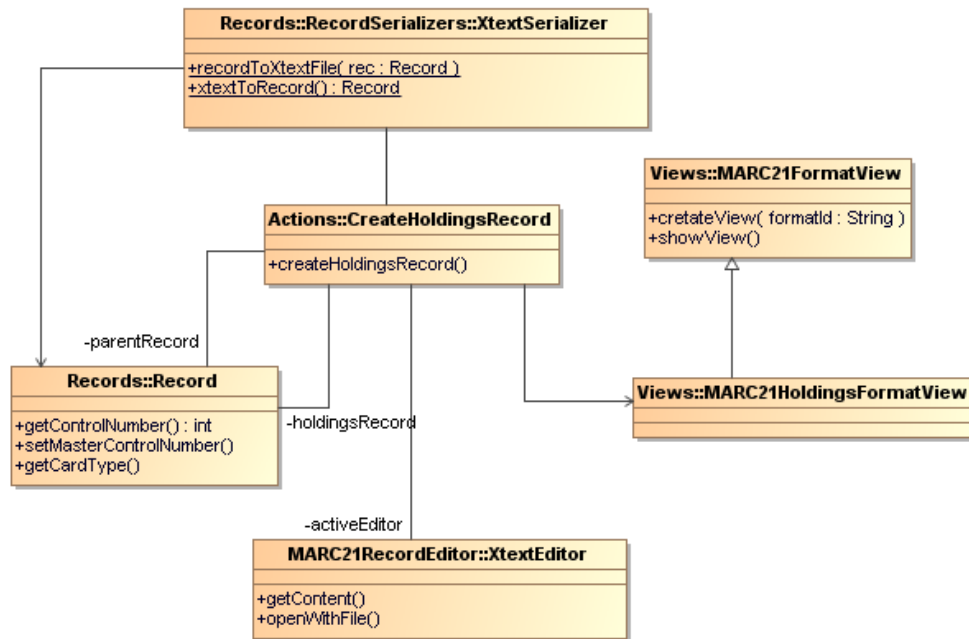 Records::RecordSerializers::XtextSerializer
+recordToXtextFile( rec : Record )
+xtextToRecord() : Record
Views::MARC21FormatView
+cretateView( formatId : String )
+showView()
Actions::CreateHoldingsRecord
+createHoldingsRecord()
-parentRecord
Records::Record
+getControlNumber() : int
+setMasterControlNumber()
+getCardType()
-holdingsRecord
Views::MARC21HoldingsFormatView
-activeEditor
MARC21RecordEditor::XtextEditor
+getContent()
+openWithFile()